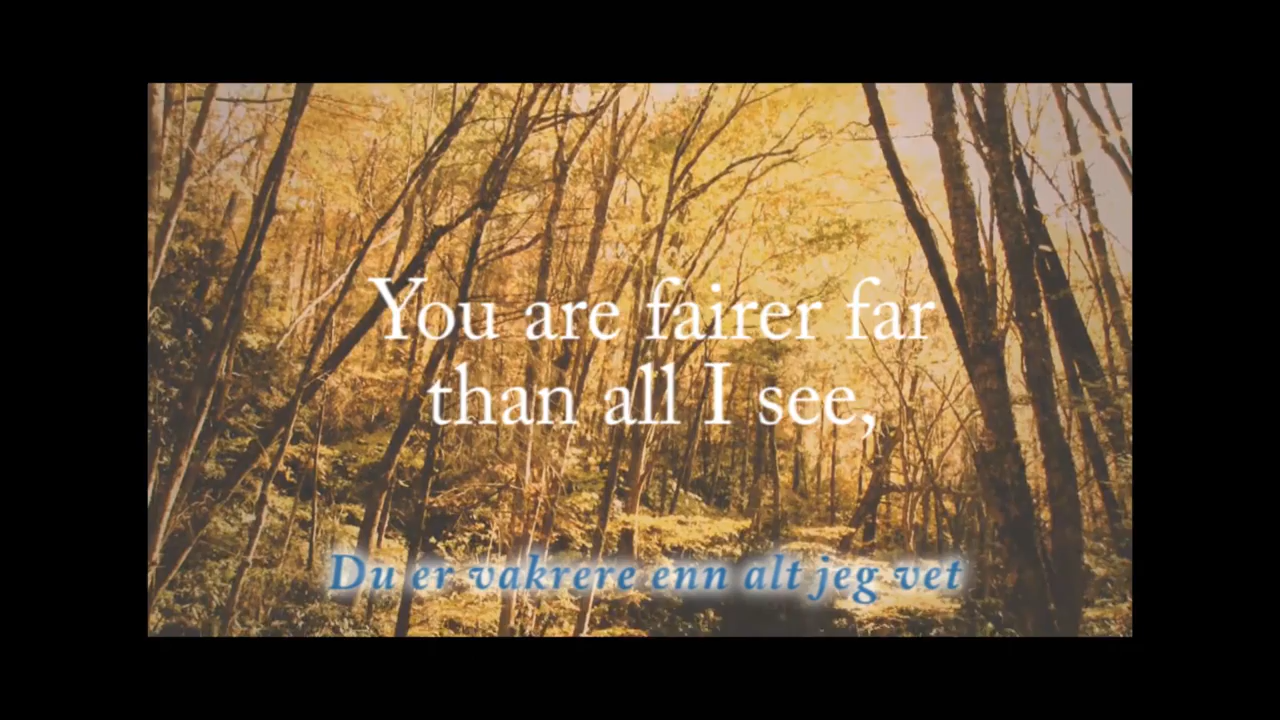 You are fairer far
than all I see,
Du er vakrere enn alt jeg vet